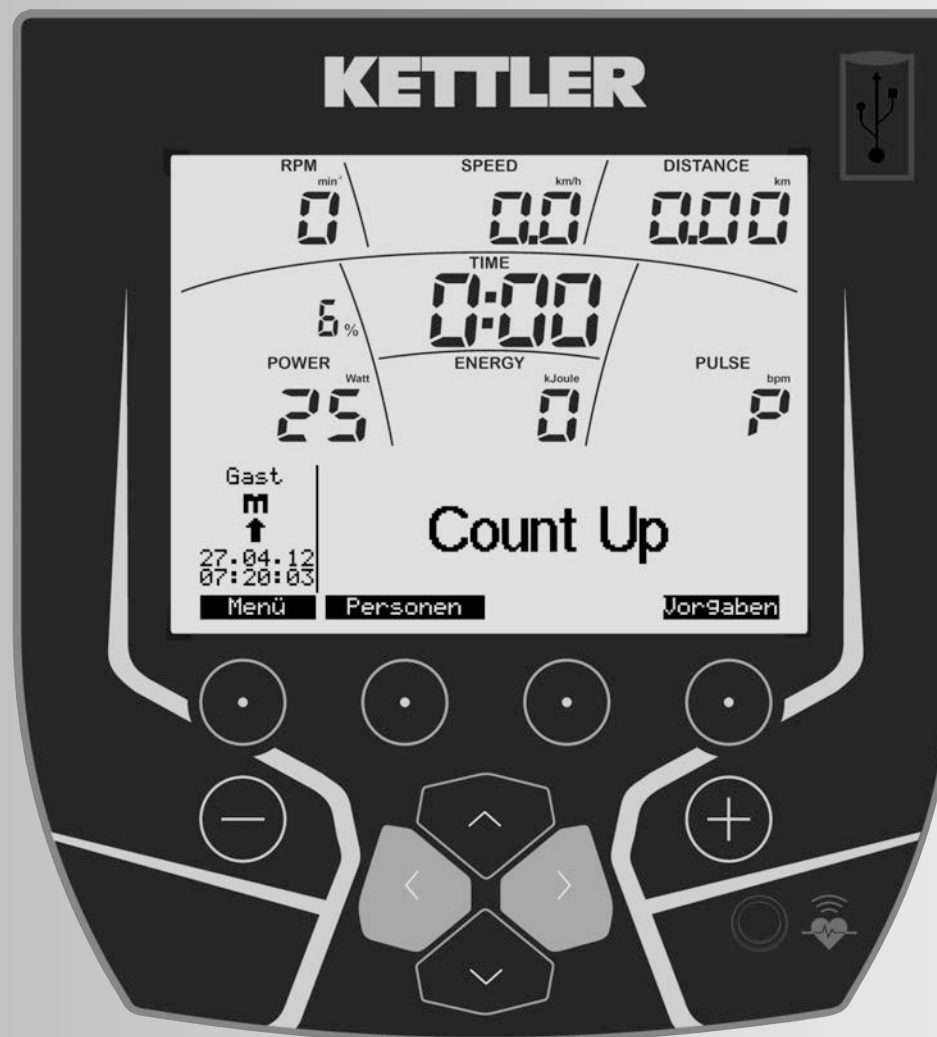 KETTLER
RPM SPEED DISTANCE
min⁻¹ km/h km
0 0.0 0.00
TIME
0:00
6 %
POWER ENERGY PULSE
Watt kJoule bpm
25 0 P
Gast
m
Count Up
27.04.12
07:20:03
Menü Personen Vorgaben